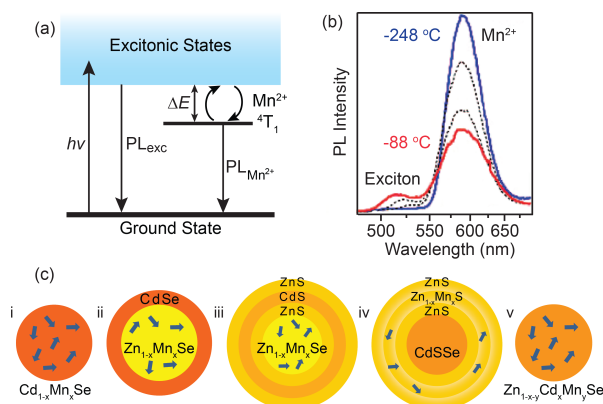 (a)
Excitonic States
ΔE
Mn²⁺
⁴T₁
hν
PLexc
PLMn²⁺
Ground State
(b)
-248 °C
Mn²⁺
-88 °C
Exciton
PL Intensity
500 550 600 650
Wavelength (nm)
(c)
i
Cd₁₋ₓMnₓSe
ii
CdSe
Zn₁₋ₓMnₓSe
iii
ZnS
CdS
ZnS
Zn₁₋ₓMnₓSe
iv
ZnS
Zn₁₋ₓMnₓS
ZnS
CdSSe
v
Zn₁₋ₓ₋yCdₓMnySe